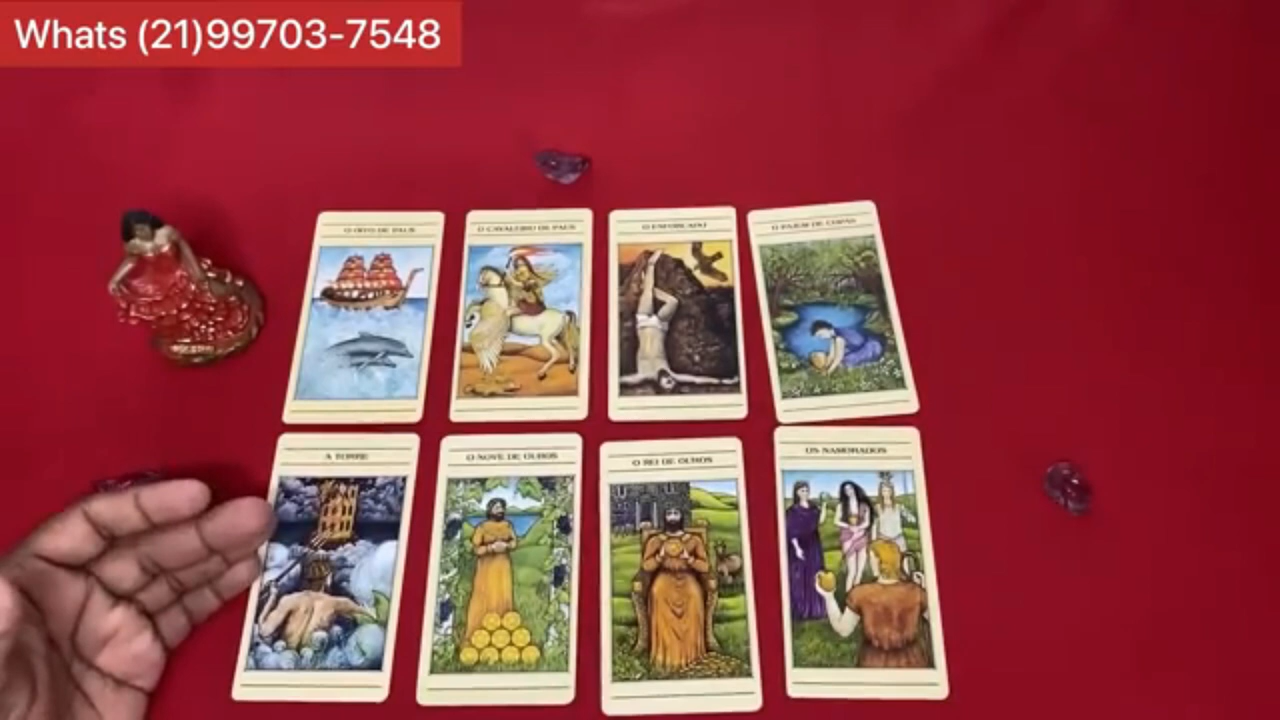 Whats (21)99703-7548
O OITO DE PAUS
O CAVALEIRO DE PAUS
O ENFORCADO
O PAJEM DE COPAS
A TORRE
O NOVE DE OUROS
O REI DE OUROS
OS NAMORADOS